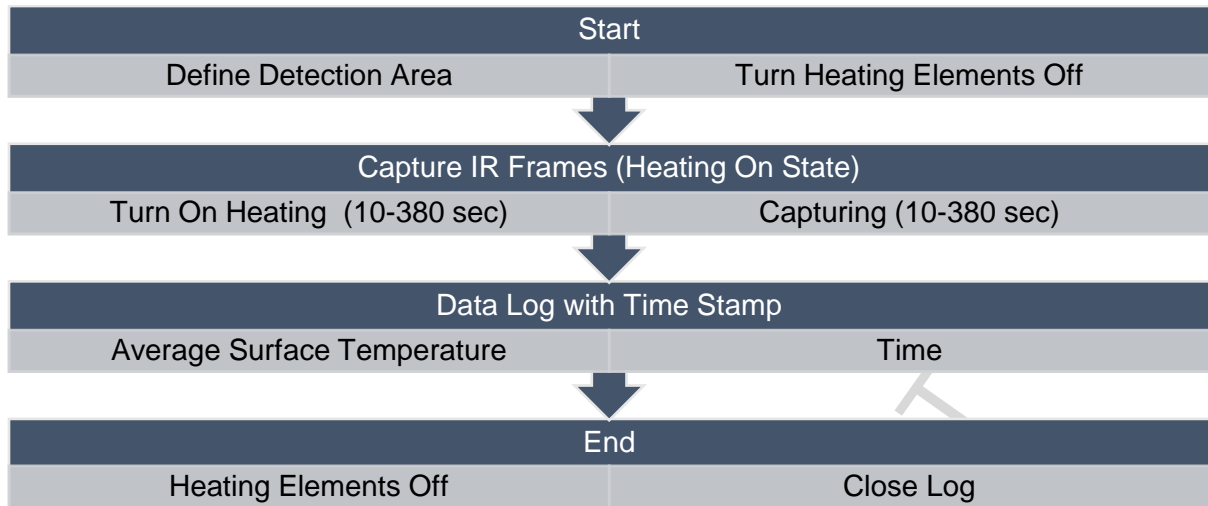 Start
Define Detection Area Turn Heating Elements Off
Capture IR Frames (Heating On State)
Turn On Heating (10-380 sec) Capturing (10-380 sec)
Data Log with Time Stamp
Average Surface Temperature Time
End
Heating Elements Off Close Log